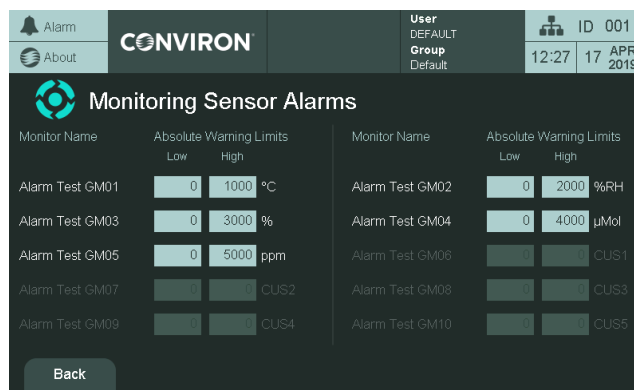 Alarm
About
CONVIRON
User
DEFAULT
Group
Default
ID 001
12:27
17 APR 2019
Monitoring Sensor Alarms
Monitor Name Absolute Warning Limits Monitor Name Absolute Warning Limits
Low High Low High
Alarm Test GM01 0 1000 °C Alarm Test GM02 0 2000 %RH
Alarm Test GM03 0 3000 % Alarm Test GM04 0 4000 µMol
Alarm Test GM05 0 5000 ppm Alarm Test GM06 0 0 CUS1
Alarm Test GM07 0 0 CUS2 Alarm Test GM08 0 0 CUS3
Alarm Test GM09 0 0 CUS4 Alarm Test GM10 0 0 CUS5
Back